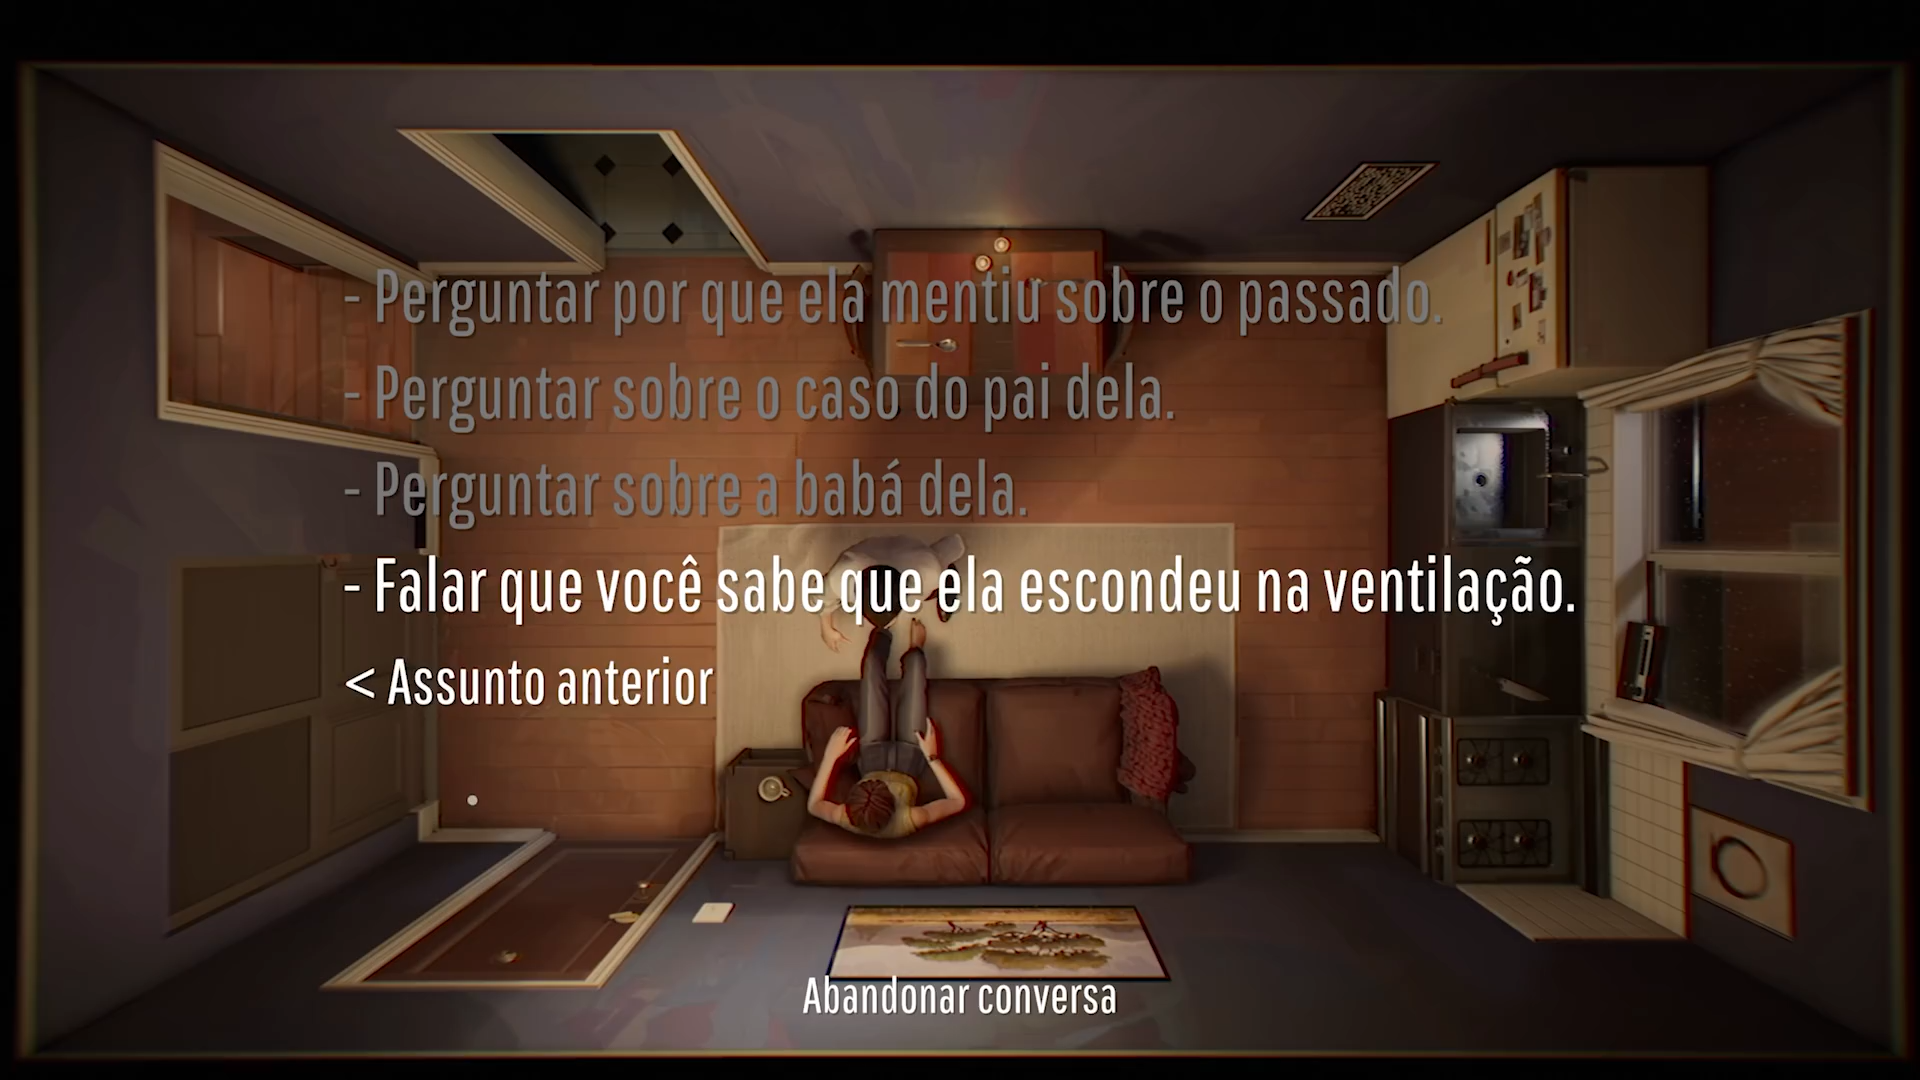 - Perguntar por que ela mentiu sobre o passado.
- Perguntar sobre o caso do pai dela.
- Perguntar sobre a babá dela.
- Falar que você sabe que ela escondeu na ventilação.
< Assunto anterior
Abandonar conversa